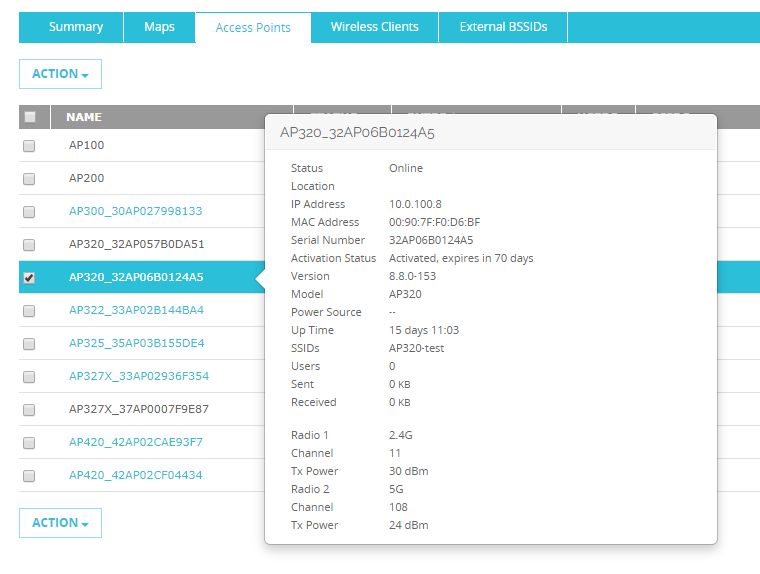 Summary Maps Access Points Wireless Clients External BSSIDs
ACTION
NAME
AP320_32AP06B0124A5
AP100
Status Online
Location
AP200
IP Address 10.0.100.8
AP300_30AP027998133
MAC Address 00:90:7F:F0:D6:BF
Serial Number 32AP06B0124A5
AP320_32AP057B0DA51
Activation Status Activated, expires in 70 days
AP320_32AP06B0124A5
Version 8.8.0-153
Model AP320
AP322_33AP02B144BA4
Power Source --
Up Time 15 days 11:03
AP325_35AP03B155DE4
SSIDs AP320-test
Users 0
AP327X_33AP02936F354
Sent 0 KB
Received 0 KB
AP327X_37AP0007F9E87
Radio 1 2.4G
AP420_42AP02CAE93F7
Channel 11
Tx Power 30 dBm
AP420_42AP02CF04434
Radio 2 5G
Channel 108
Tx Power 24 dBm
ACTION